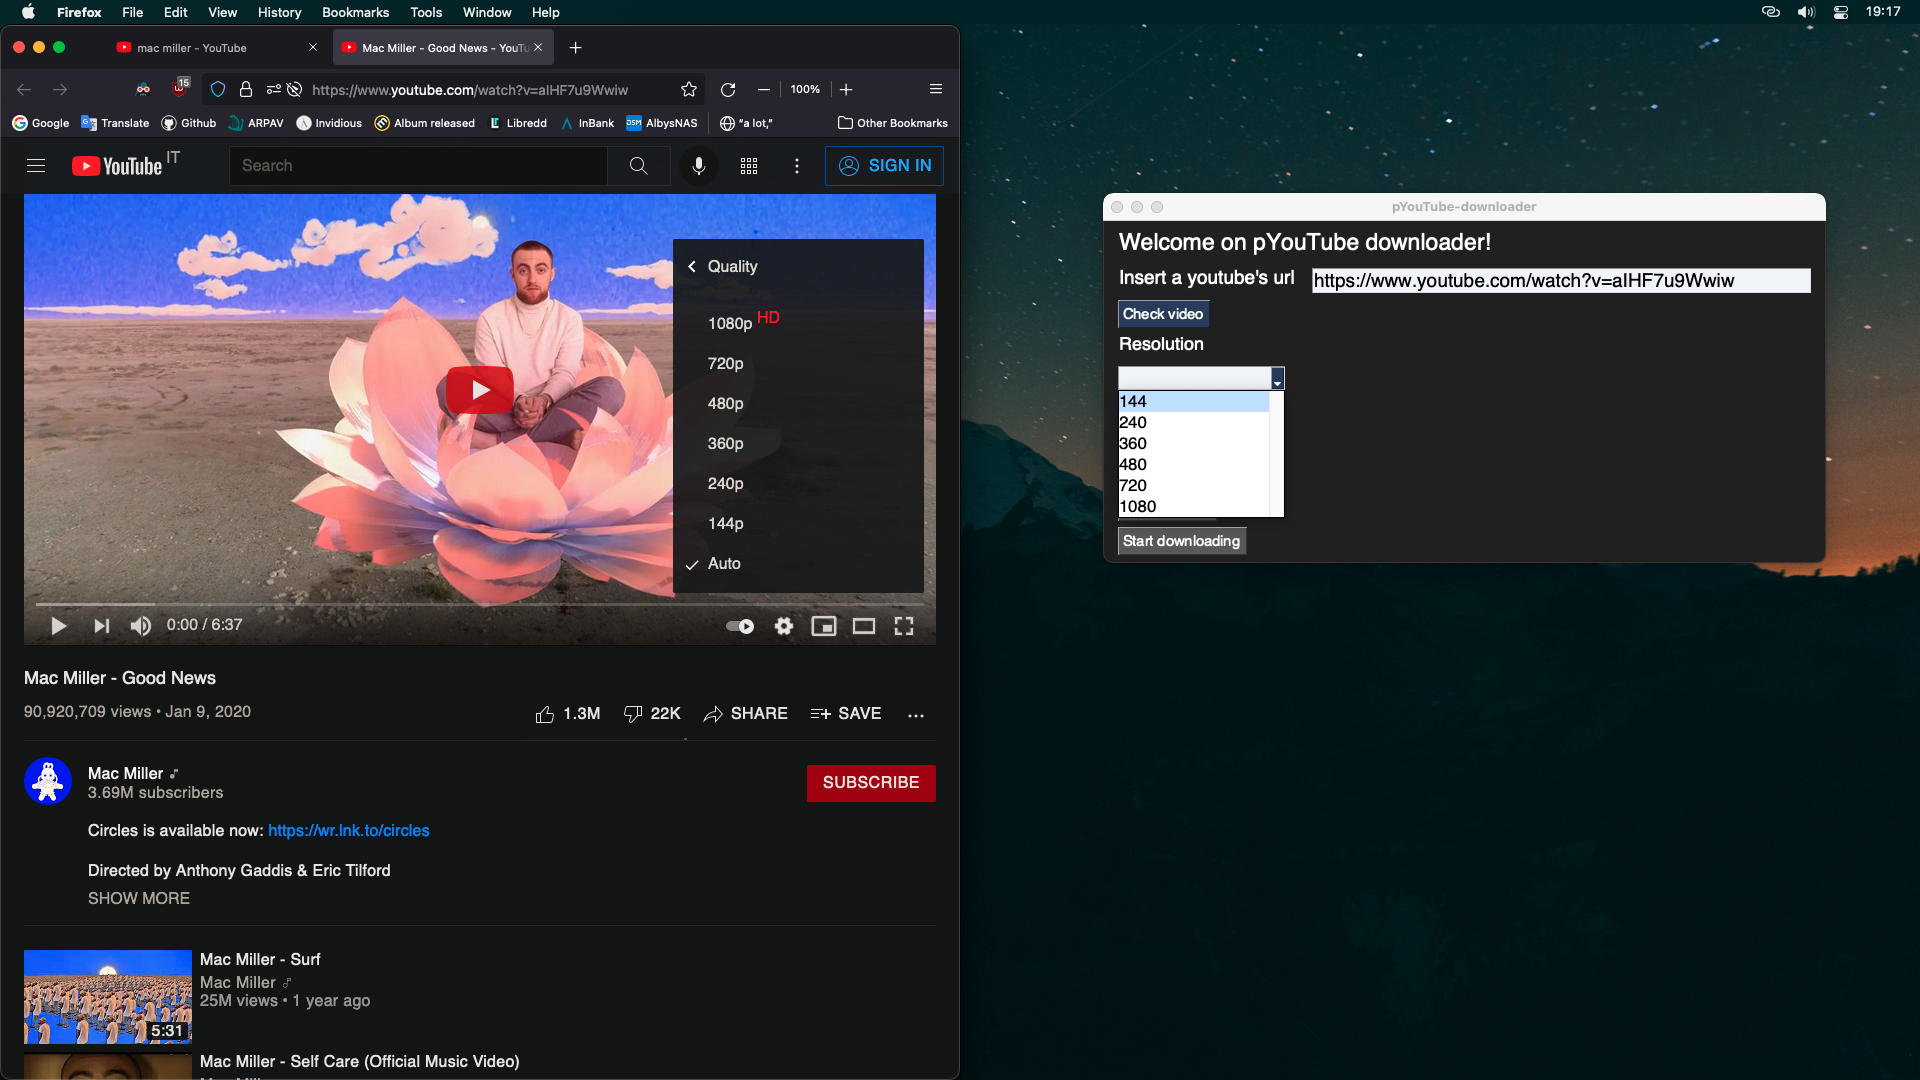 Firefox File Edit View History Bookmarks Tools Window Help 19:17
mac miller - YouTube
Mac Miller - Good News - YouTu
15
https://www.youtube.com/watch?v=aIHF7u9Wwiw
100%
Google Translate Github ARPAV Invidious Album released Libredd InBank DSM AlbysNAS "a lot," Other Bookmarks
YouTube IT
Search
SIGN IN
Quality
1080p HD
720p
480p
360p
240p
144p
Auto
0:00 / 6:37
Mac Miller - Good News
90,920,709 views • Jan 9, 2020
1.3M 22K SHARE SAVE ...
Mac Miller
3.69M subscribers
SUBSCRIBE
Circles is available now: https://wr.lnk.to/circles
Directed by Anthony Gaddis & Eric Tilford
SHOW MORE
Mac Miller - Surf
Mac Miller
25M views • 1 year ago
5:31
Mac Miller - Self Care (Official Music Video)
pYouTube-downloader
Welcome on pYouTube downloader!
Insert a youtube's url https://www.youtube.com/watch?v=aIHF7u9Wwiw
Check video
Resolution
144
240
360
480
720
1080
Start downloading